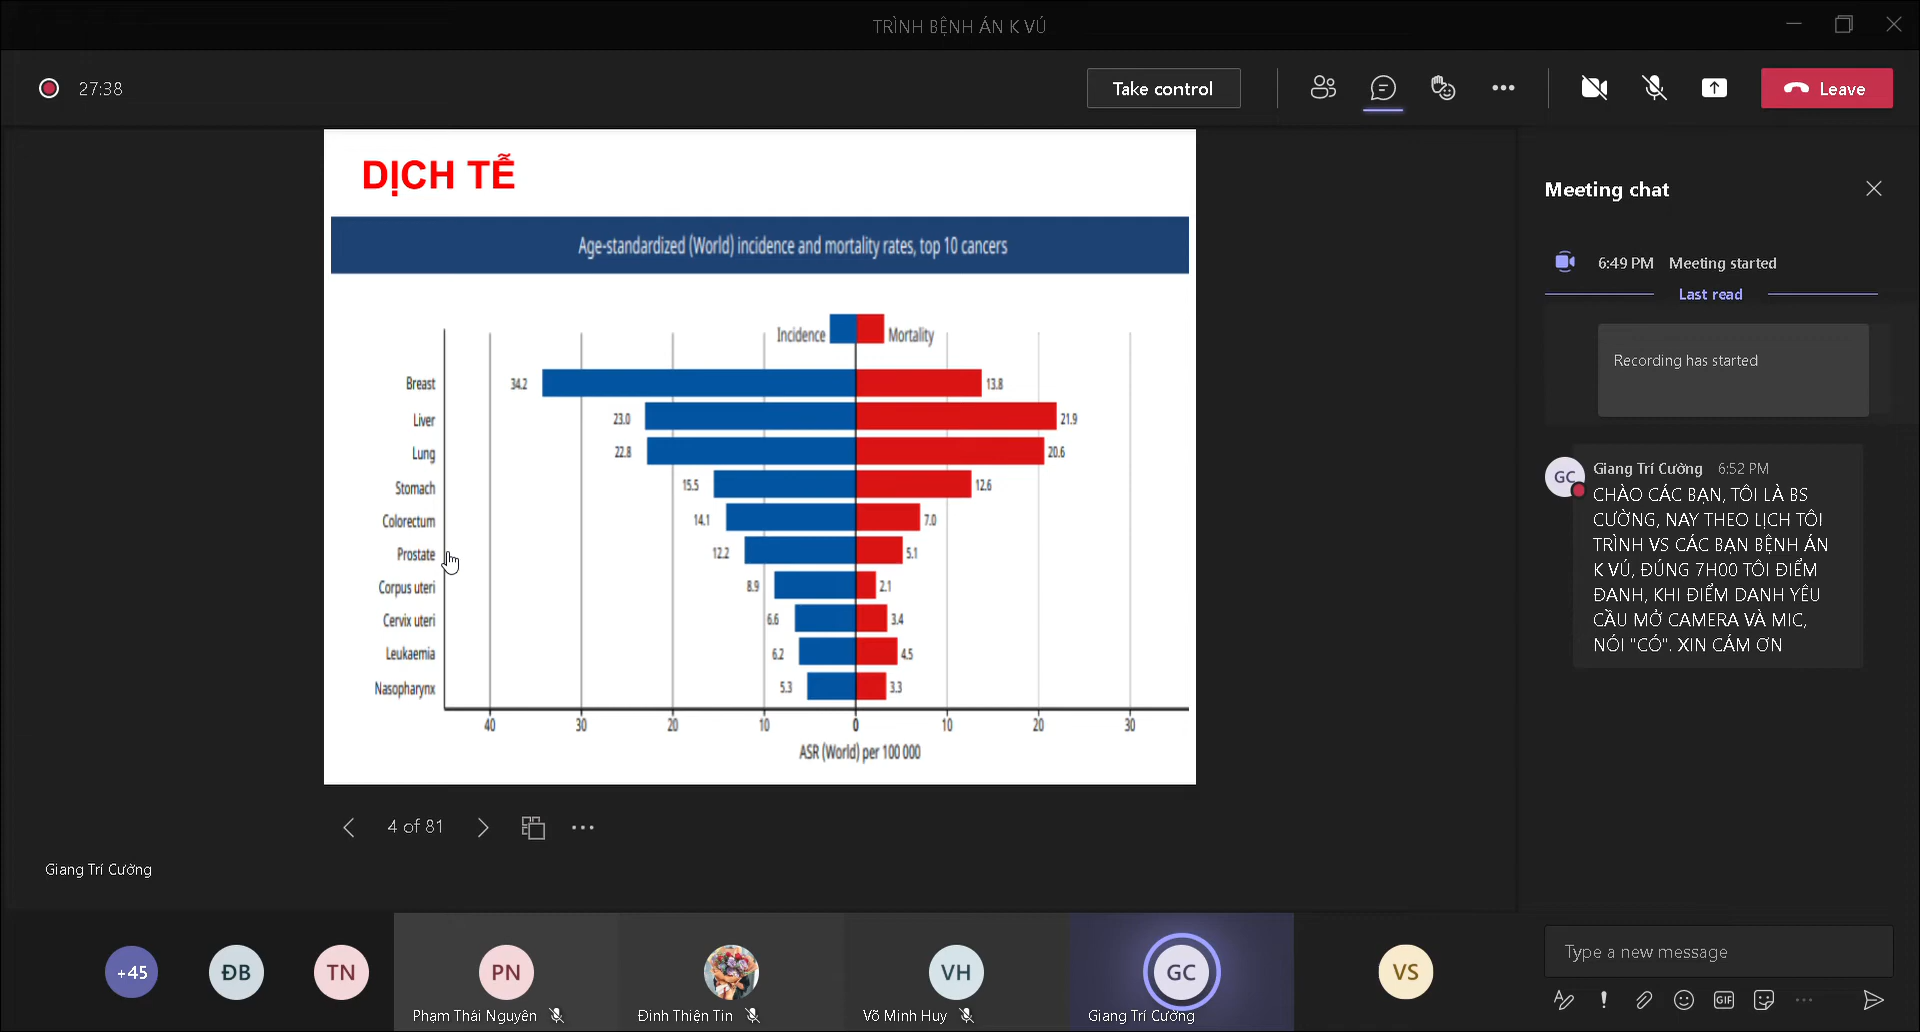 TRÌNH BỆNH ÁN K VÚ
27:38
Take control
Leave
DỊCH TỄ
Age-standardized (World) incidence and mortality rates, top 10 cancers
Incidence Mortality
Breast 34.2 13.8
Liver 23.0 21.9
Lung 22.8 20.6
Stomach 15.5 12.6
Colorectum 14.1 7.0
Prostate 12.2 5.1
Corpus uteri 8.9 2.1
Cervix uteri 6.6 3.4
Leukaemia 6.2 4.5
Nasopharynx 5.3 3.3
40 30 20 10 0 10 20 30
ASR (World) per 100 000
4 of 81
Giang Trí Cường
Meeting chat
6:49 PM Meeting started
Last read
Recording has started
GC
Giang Trí Cường 6:52 PM
CHÀO CÁC BẠN, TÔI LÀ BS
CƯỜNG, NAY THEO LỊCH TÔI
TRÌNH VS CÁC BẠN BỆNH ÁN
K VÚ, ĐÚNG 7H00 TÔI ĐIỂM
ĐANH, KHI ĐIỂM DANH YÊU
CẦU MỞ CAMERA VÀ MIC,
NÓI "CÓ". XIN CÁM ƠN
+45
ĐB
TN
PN
Phạm Thái Nguyên
Đinh Thiện Tín
VH
Võ Minh Huy
GC
Giang Trí Cường
VS
Type a new message
GIF